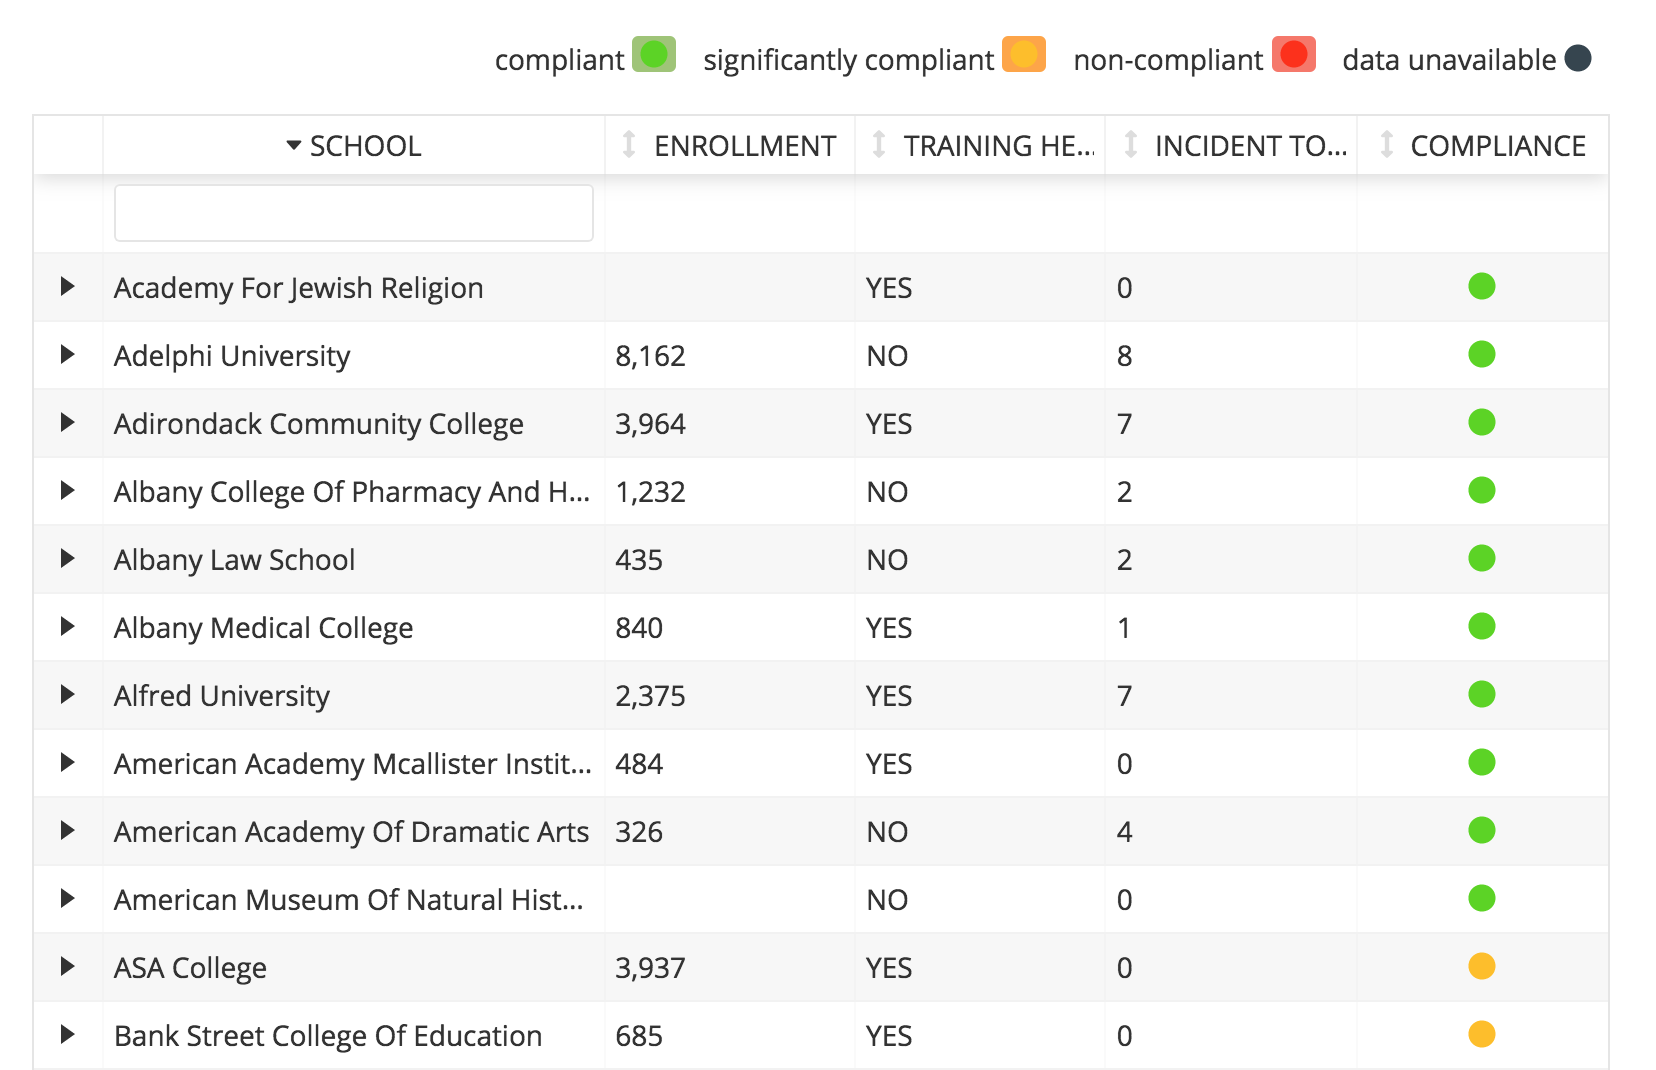 compliant significantly compliant non-compliant data unavailable
SCHOOL ENROLLMENT TRAINING HE... INCIDENT TO... COMPLIANCE
Academy For Jewish Religion YES 0
Adelphi University 8,162 NO 8
Adirondack Community College 3,964 YES 7
Albany College Of Pharmacy And H... 1,232 NO 2
Albany Law School 435 NO 2
Albany Medical College 840 YES 1
Alfred University 2,375 YES 7
American Academy Mcallister Instit... 484 YES 0
American Academy Of Dramatic Arts 326 NO 4
American Museum Of Natural Hist... NO 0
ASA College 3,937 YES 0
Bank Street College Of Education 685 YES 0